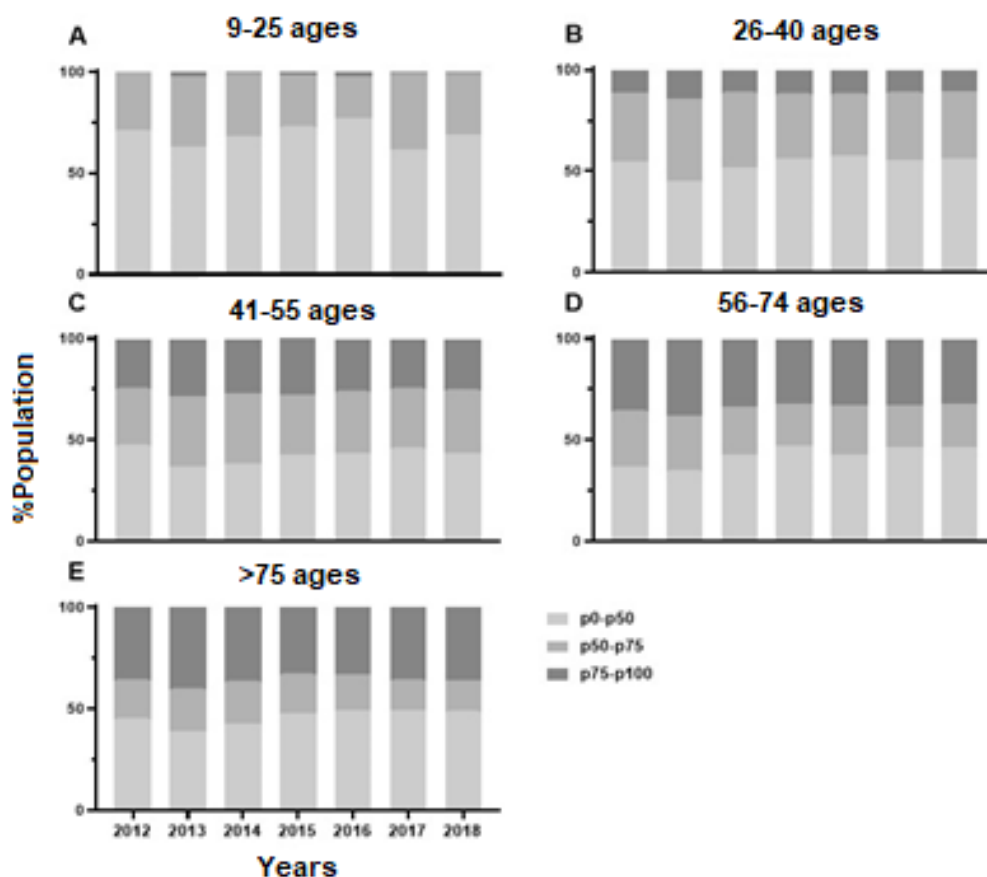 A
9-25 ages
B
26-40 ages
100
50
0
100
50
0
C
41-55 ages
D
56-74 ages
100
50
0
100
50
0
%Population
E
>75 ages
100
50
0
p0-p50
p50-p75
p75-p100
2012 2013 2014 2015 2016 2017 2018
Years